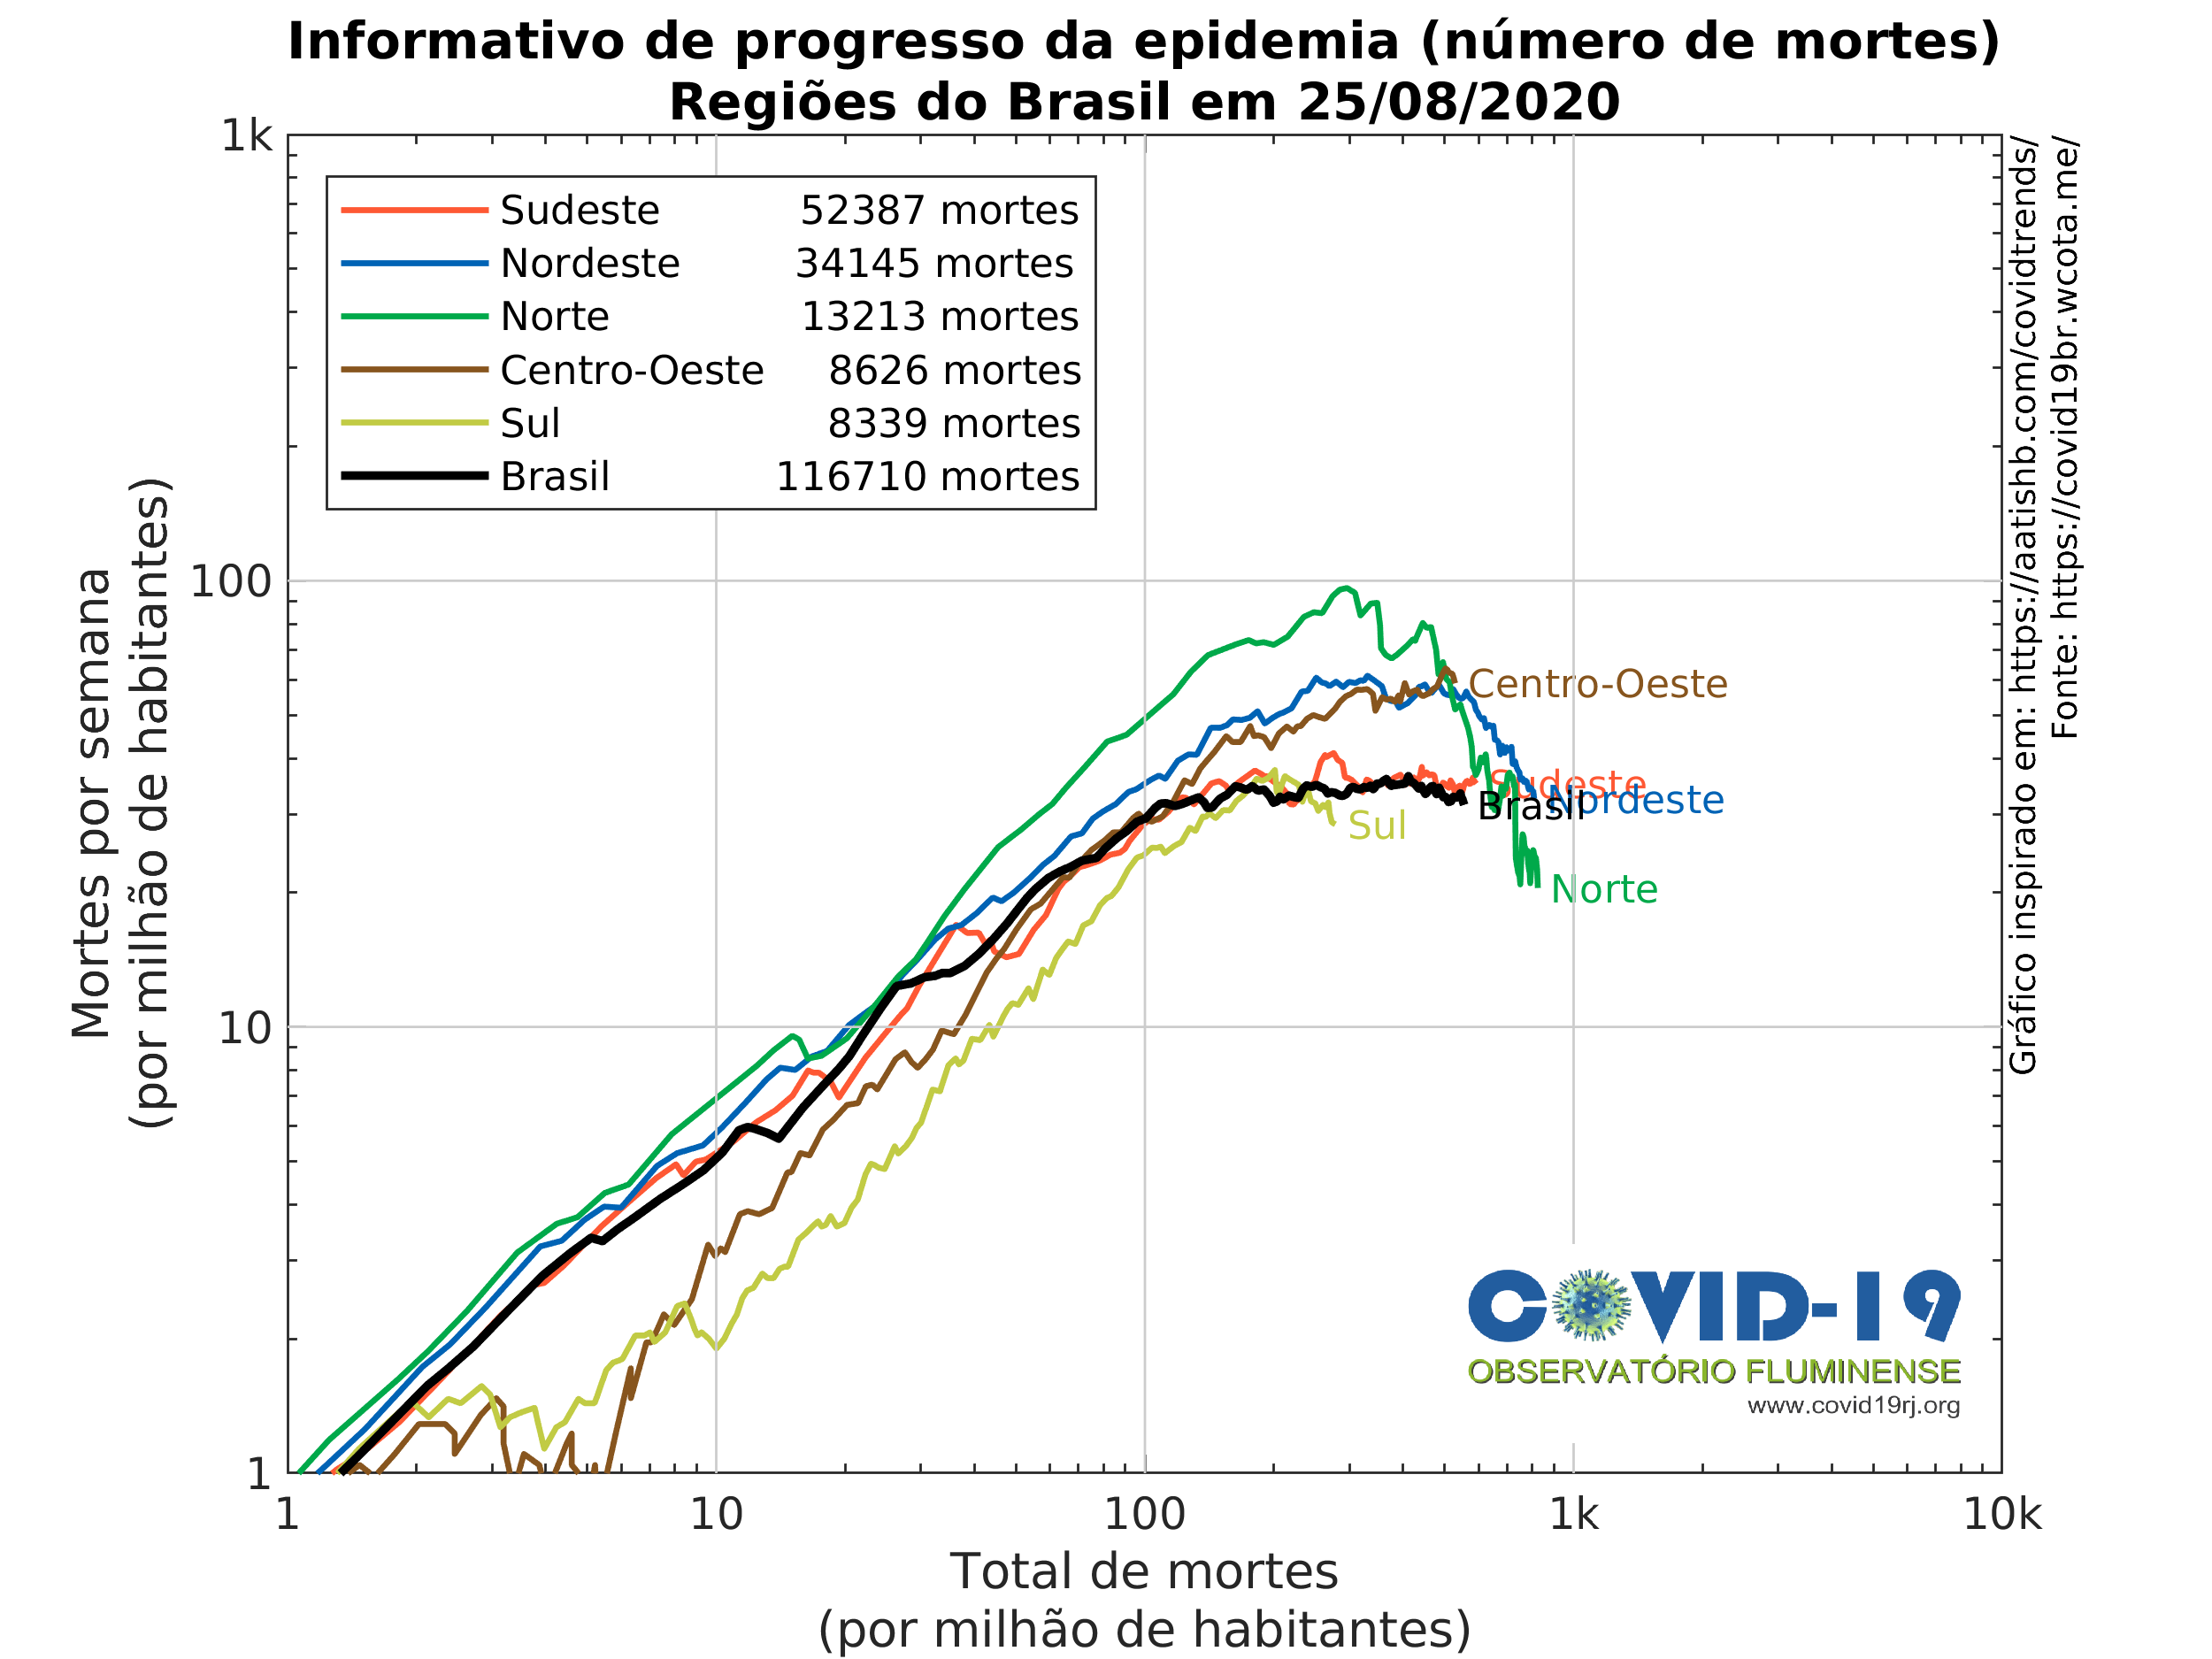 Informativo de progresso da epidemia (número de mortes)
Regiões do Brasil em 25/08/2020
Sudeste 52387 mortes
Nordeste 34145 mortes
Norte 13213 mortes
Centro-Oeste 8626 mortes
Sul 8339 mortes
Brasil 116710 mortes
Mortes por semana
(por milhão de habitantes)
1k
100
10
1
Centro-Oeste
Sudeste
Nordeste
Brasil
Sul
Norte
Gráfico inspirado em: https://aatishb.com/covidtrends/
Fonte: https://covid19br.wcota.me/
COVID-19
OBSERVATÓRIO FLUMINENSE
www.covid19rj.org
1 10 100 1k 10k
Total de mortes
(por milhão de habitantes)